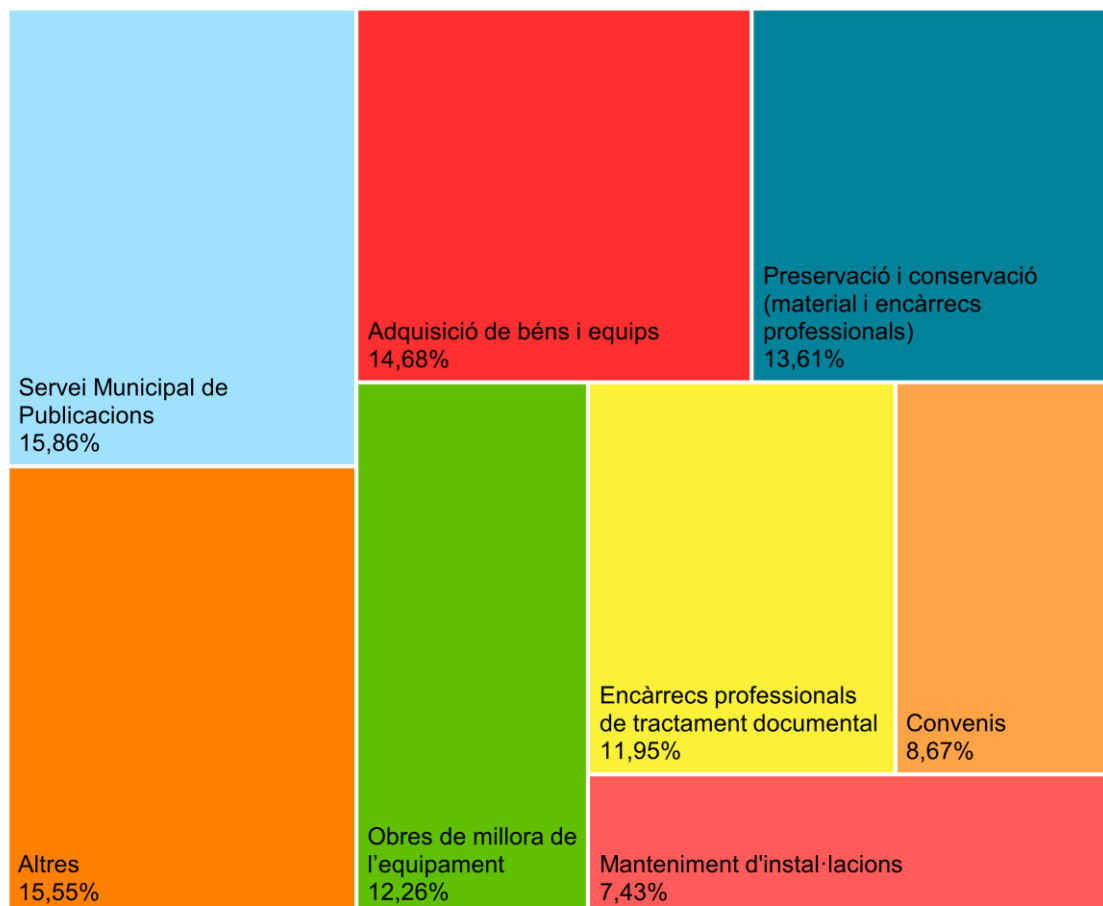 Servei Municipal de
Publicacions
15,86%
Adquisició de béns i equips
14,68%
Preservació i conservació
(material i encàrrecs
professionals)
13,61%
Altres
15,55%
Obres de millora de
l’equipament
12,26%
Encàrrecs professionals
de tractament documental
11,95%
Convenis
8,67%
Manteniment d'instal·lacions
7,43%